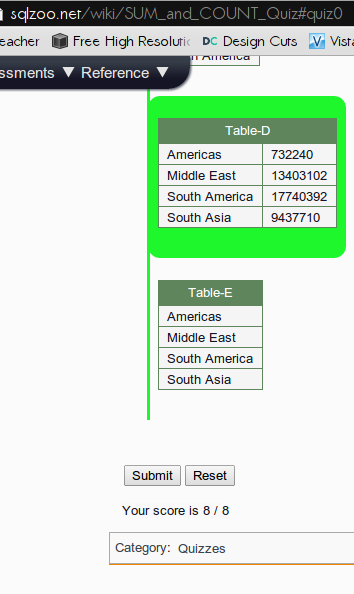 sqlzoo.net/wiki/SUM_and_COUNT_Quiz#quiz0
eacher Free High Resoluti DC Design Cuts Vista
ssments ▼ Reference ▼
th America
Table-D
Americas 732240
Middle East 13403102
South America 17740392
South Asia 9437710
Table-E
Americas
Middle East
South America
South Asia
Submit Reset
Your score is 8 / 8
Category: Quizzes